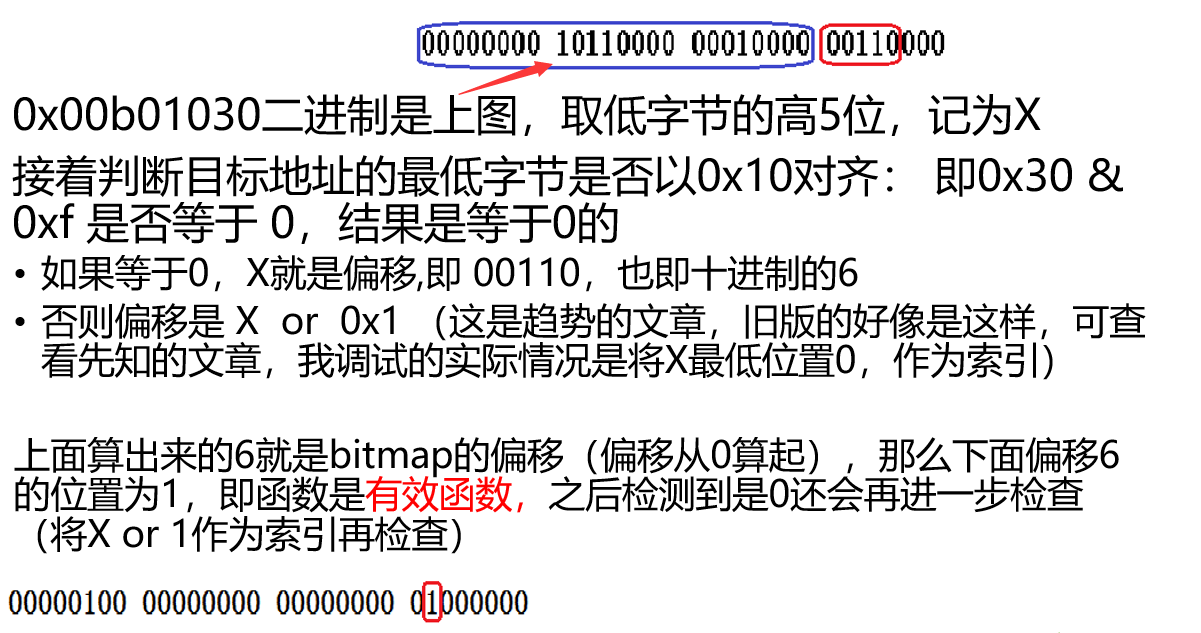 00000000 10110000 00010000 00110000
0x00b01030二进制是上图，取低字节的高5位，记为X
接着判断目标地址的最低字节是否以0x10对齐： 即0x30 &
0xf 是否等于 0，结果是等于0的
• 如果等于0，X就是偏移,即 00110，也即十进制的6
• 否则偏移是 X or 0x1 （这是趋势的文章，旧版的好像是这样，可查
看先知的文章，我调试的实际情况是将X最低位置0，作为索引）
上面算出来的6就是bitmap的偏移（偏移从0算起），那么下面偏移6
的位置为1，即函数是有效函数，之后检测到是0还会再进一步检查
（将X or 1作为索引再检查）
00000100 00000000 00000000 01000000